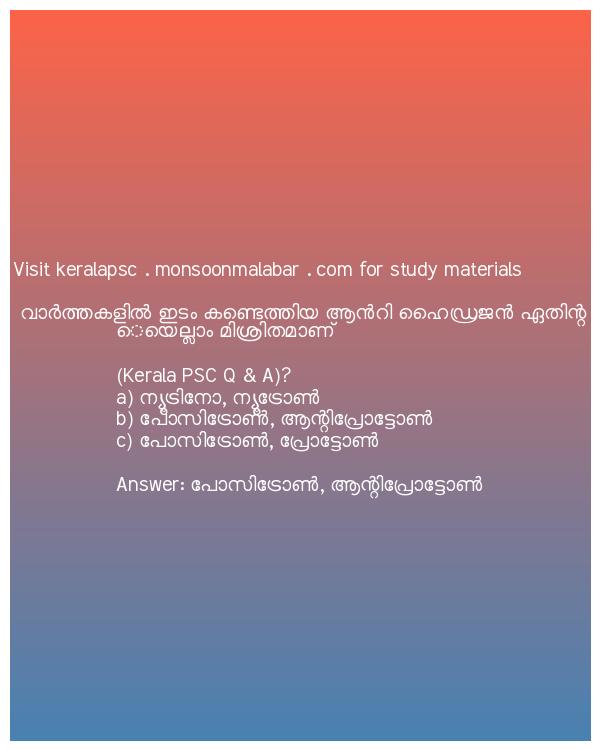 Visit keralapsc . monsoonmalabar . com for study materials
വാർത്തകളിൽ ഇടം കണ്ടെത്തിയ ആൻറി ഹൈഡ്രജൻ ഏതിന്റ
െയെല്ലാം മിശ്രിതമാണ്
(Kerala PSC Q & A)?
a) ന്യൂട്രിനോ, ന്യൂട്രോൺ
b) പോസിട്രോൺ, ആന്റിപ്രോട്ടോൺ
c) പോസിട്രോൺ, പ്രോട്ടോൺ
Answer: പോസിട്രോൺ, ആന്റിപ്രോട്ടോൺ